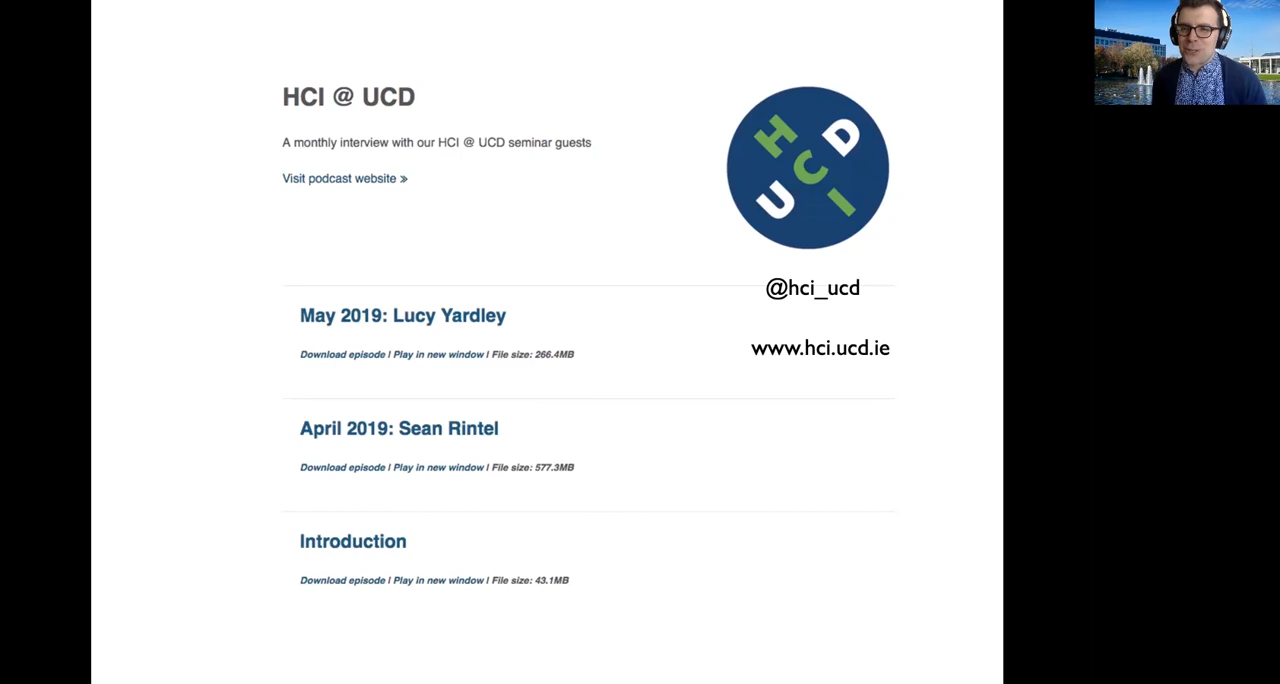 HCI @ UCD
A monthly interview with our HCI @ UCD seminar guests
Visit podcast website »
H D
C
U I
@hci_ucd
www.hci.ucd.ie
May 2019: Lucy Yardley
Download episode | Play in new window | File size: 266.4MB
April 2019: Sean Rintel
Download episode | Play in new window | File size: 577.3MB
Introduction
Download episode | Play in new window | File size: 43.1MB